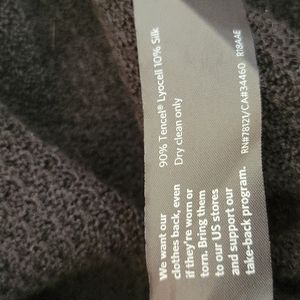 90% Tencel® Lyocell 10% Silk
Dry clean only
RN#78121/CA#34460 R18AAE
We want our
clothes back, even
if they're worn or
torn. Bring them
to our US stores
and support our
take-back program.